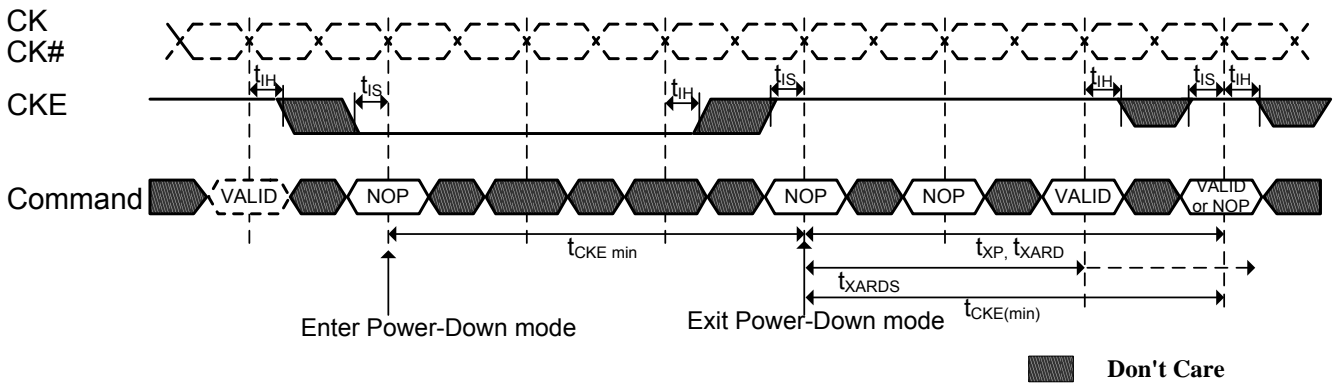 CK
CK#
tIH tIS tIH tIS tIH tIS tIH
CKE
Command VALID NOP NOP NOP VALID VALID or NOP
tCKE min
tXP, tXARD
tXARDS
tCKE(min)
Enter Power-Down mode
Exit Power-Down mode
Don't Care